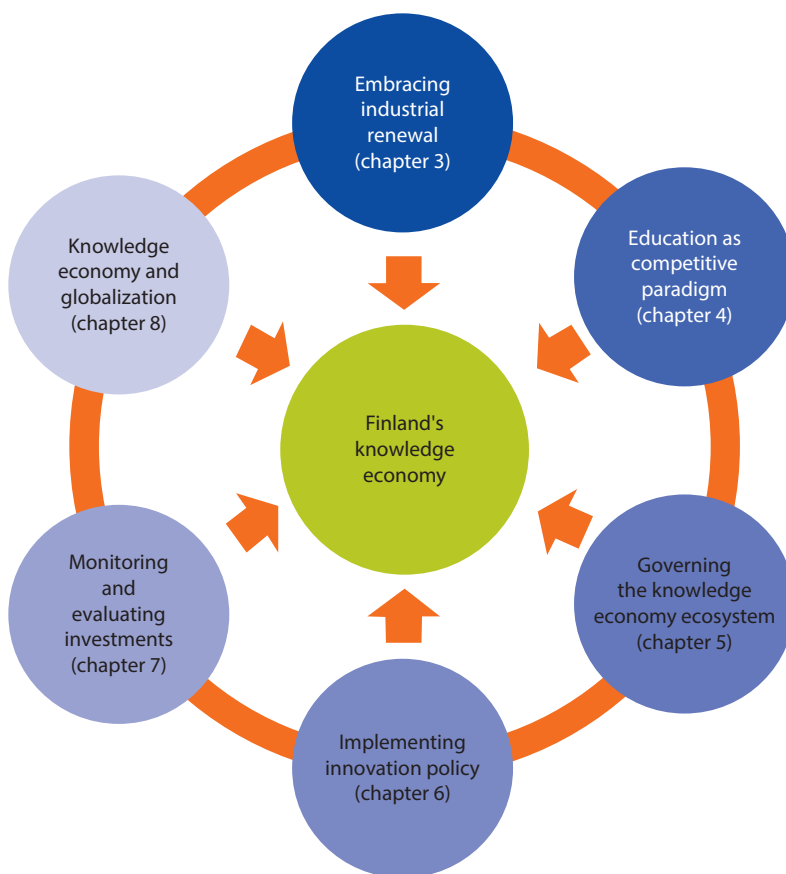 Embracing
industrial
renewal
(chapter 3)
Education as
competitive
paradigm
(chapter 4)
Governing
the knowledge
economy ecosystem
(chapter 5)
Implementing
innovation policy
(chapter 6)
Monitoring
and
evaluating
investments
(chapter 7)
Knowledge
economy and
globalization
(chapter 8)
Finland's
knowledge
economy